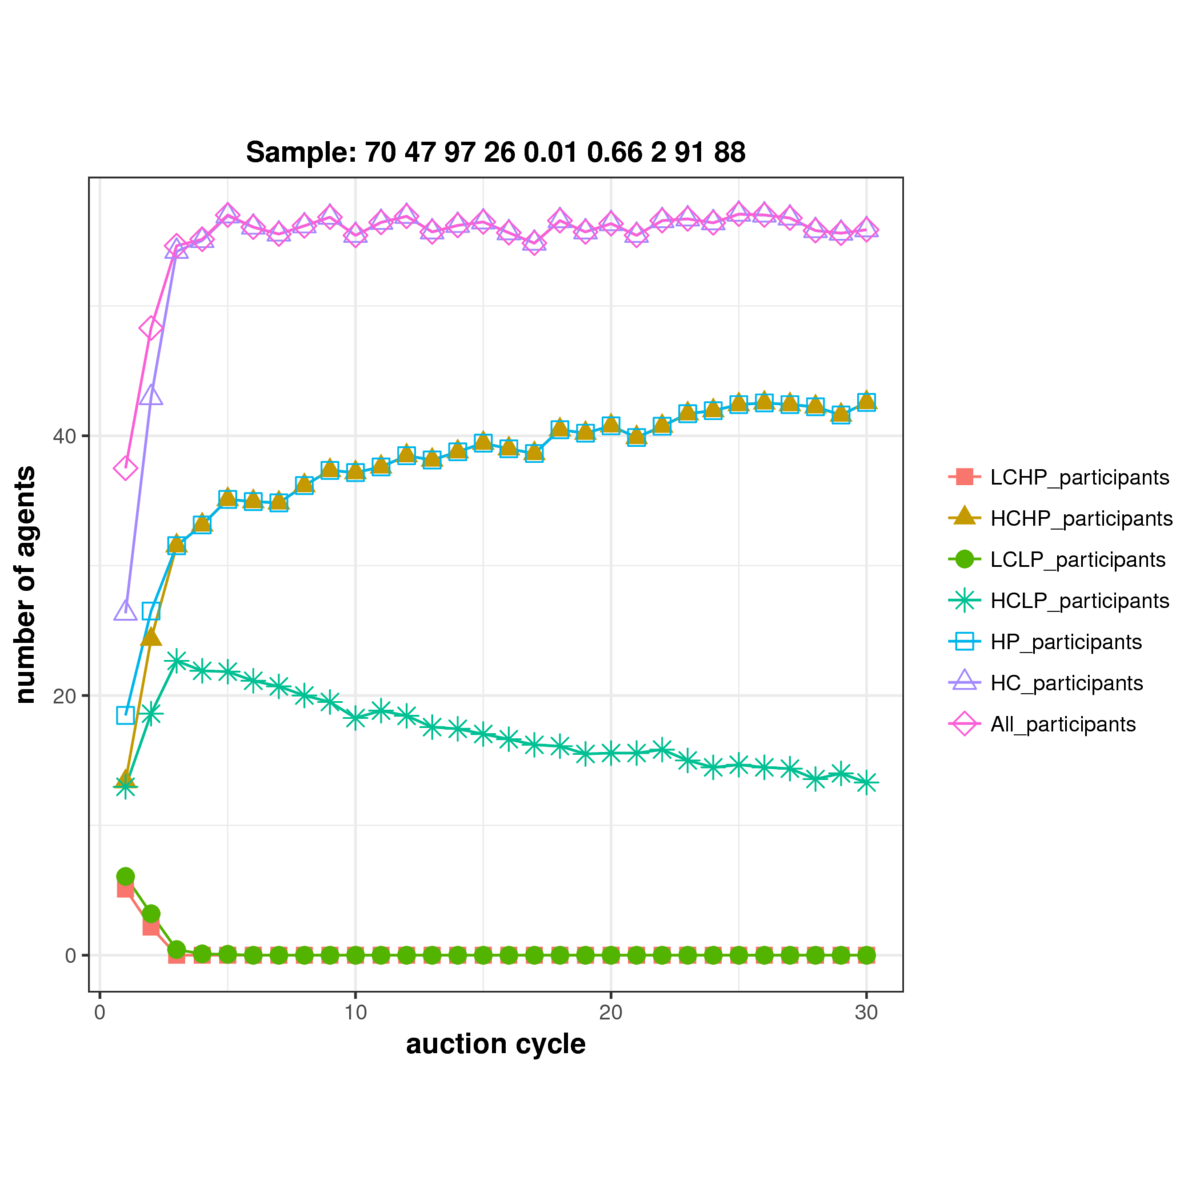 Sample: 70 47 97 26 0.01 0.66 2 91 88
number of agents
40
20
0
0 10 20 30
auction cycle
LCHP_participants
HCHP_participants
LCLP_participants
HCLP_participants
HP_participants
HC_participants
All_participants